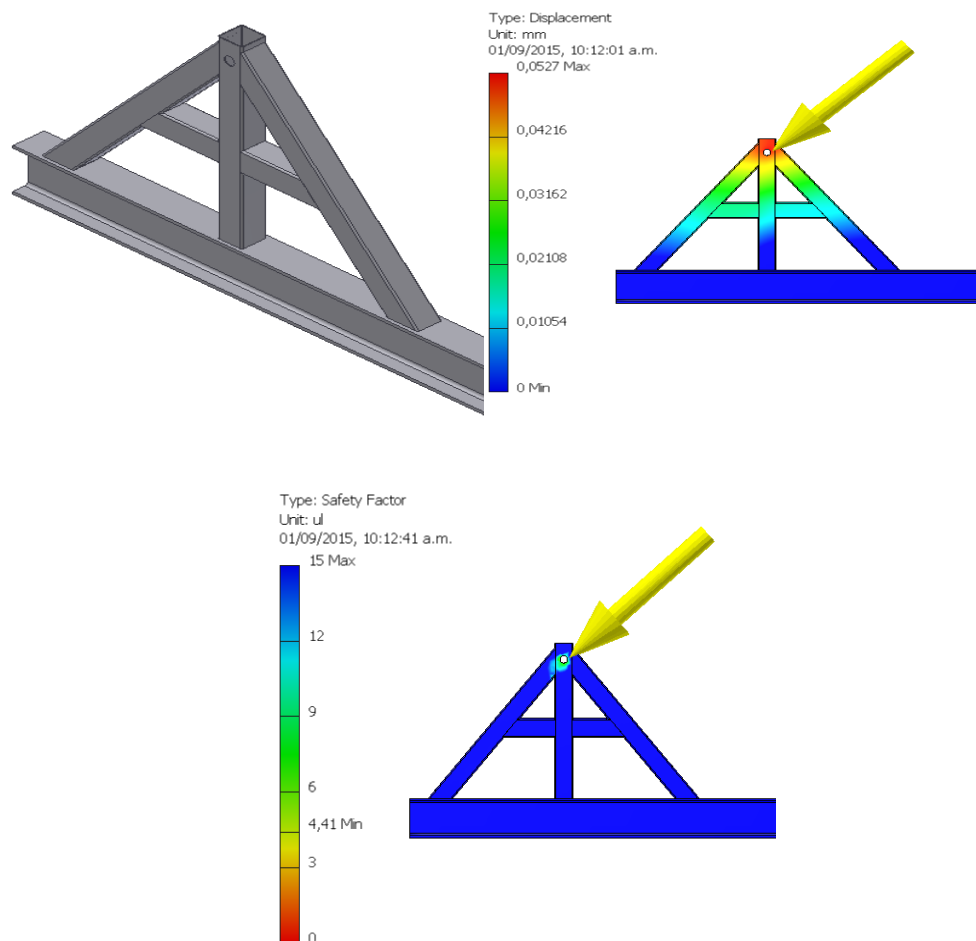 Type: Displacement
Unit: mm
01/09/2015, 10:12:01 a.m.
0,0527 Max
0,04216
0,03162
0,02108
0,01054
0 Min
Type: Safety Factor
Unit: ul
01/09/2015, 10:12:41 a.m.
15 Max
12
9
6
4,41 Min
3
0